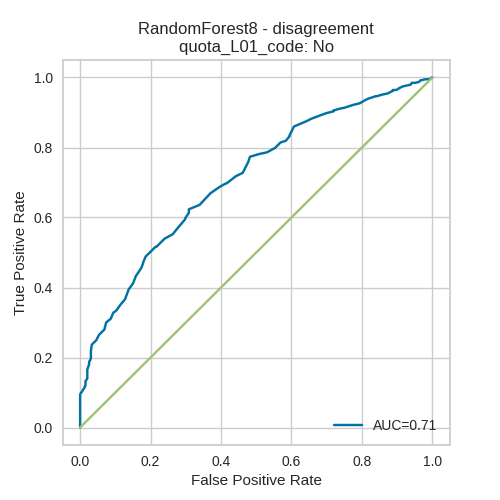 RandomForest8 - disagreement
quota_L01_code: No
True Positive Rate
1.0
0.8
0.6
0.4
0.2
0.0
AUC=0.71
0.0 0.2 0.4 0.6 0.8 1.0
False Positive Rate